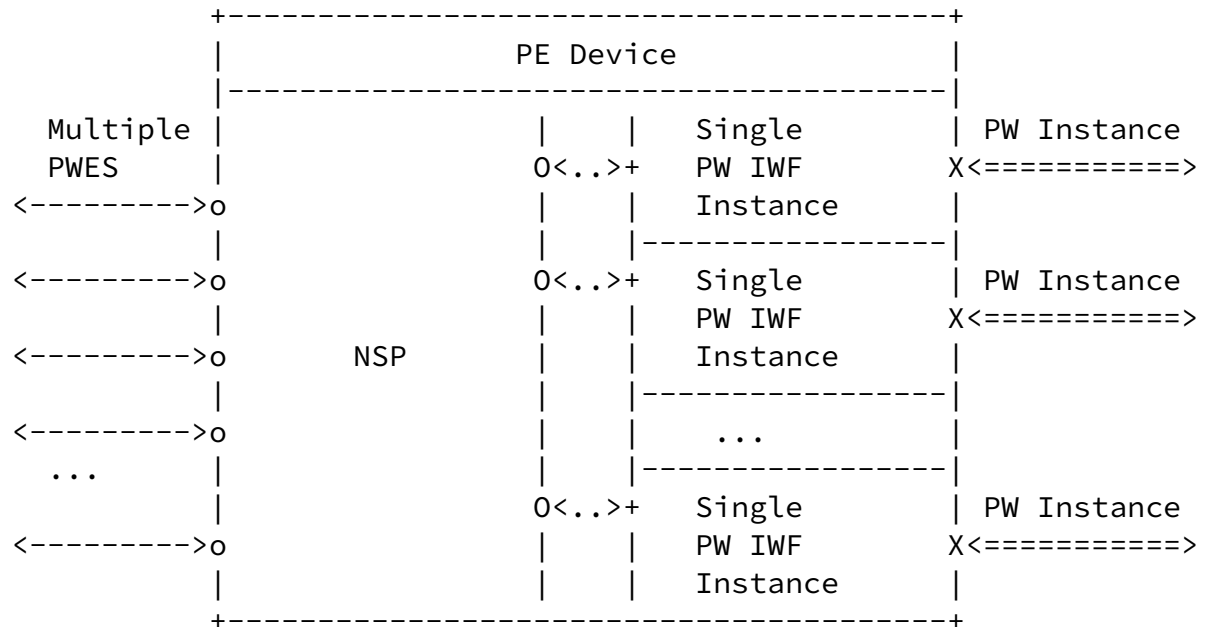 +----------------------------------------+
|                PE Device               |
|----------------------------------------|
Multiple |                 |    |   Single        | PW Instance
PWES     |                 O<..>+   PW IWF        X<===========>
<--------->o                 |    |   Instance      |
|                 |    |-----------------|
<--------->o                 O<..>+   Single        | PW Instance
|                 |    |   PW IWF        X<===========>
<--------->o       NSP       |    |   Instance      |
|                 |    |-----------------|
<--------->o                 |    |    ...          |
...      |                 |    |-----------------|
|                 O<..>+   Single        | PW Instance
<--------->o                 |    |   PW IWF        X<===========>
|                 |    |   Instance      |
+----------------------------------------+